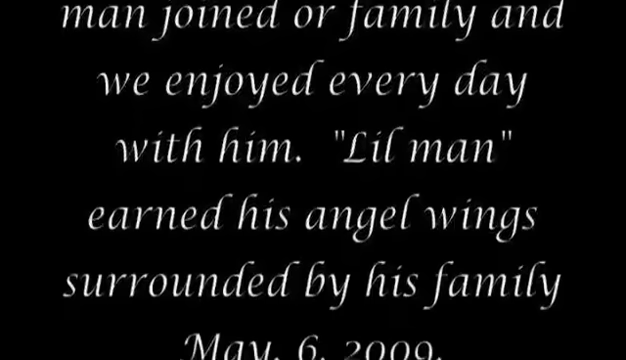 man joined or family and
we enjoyed every day
with him. "Lil man"
earned his angel wings
surrounded by his family
May. 6, 2009.